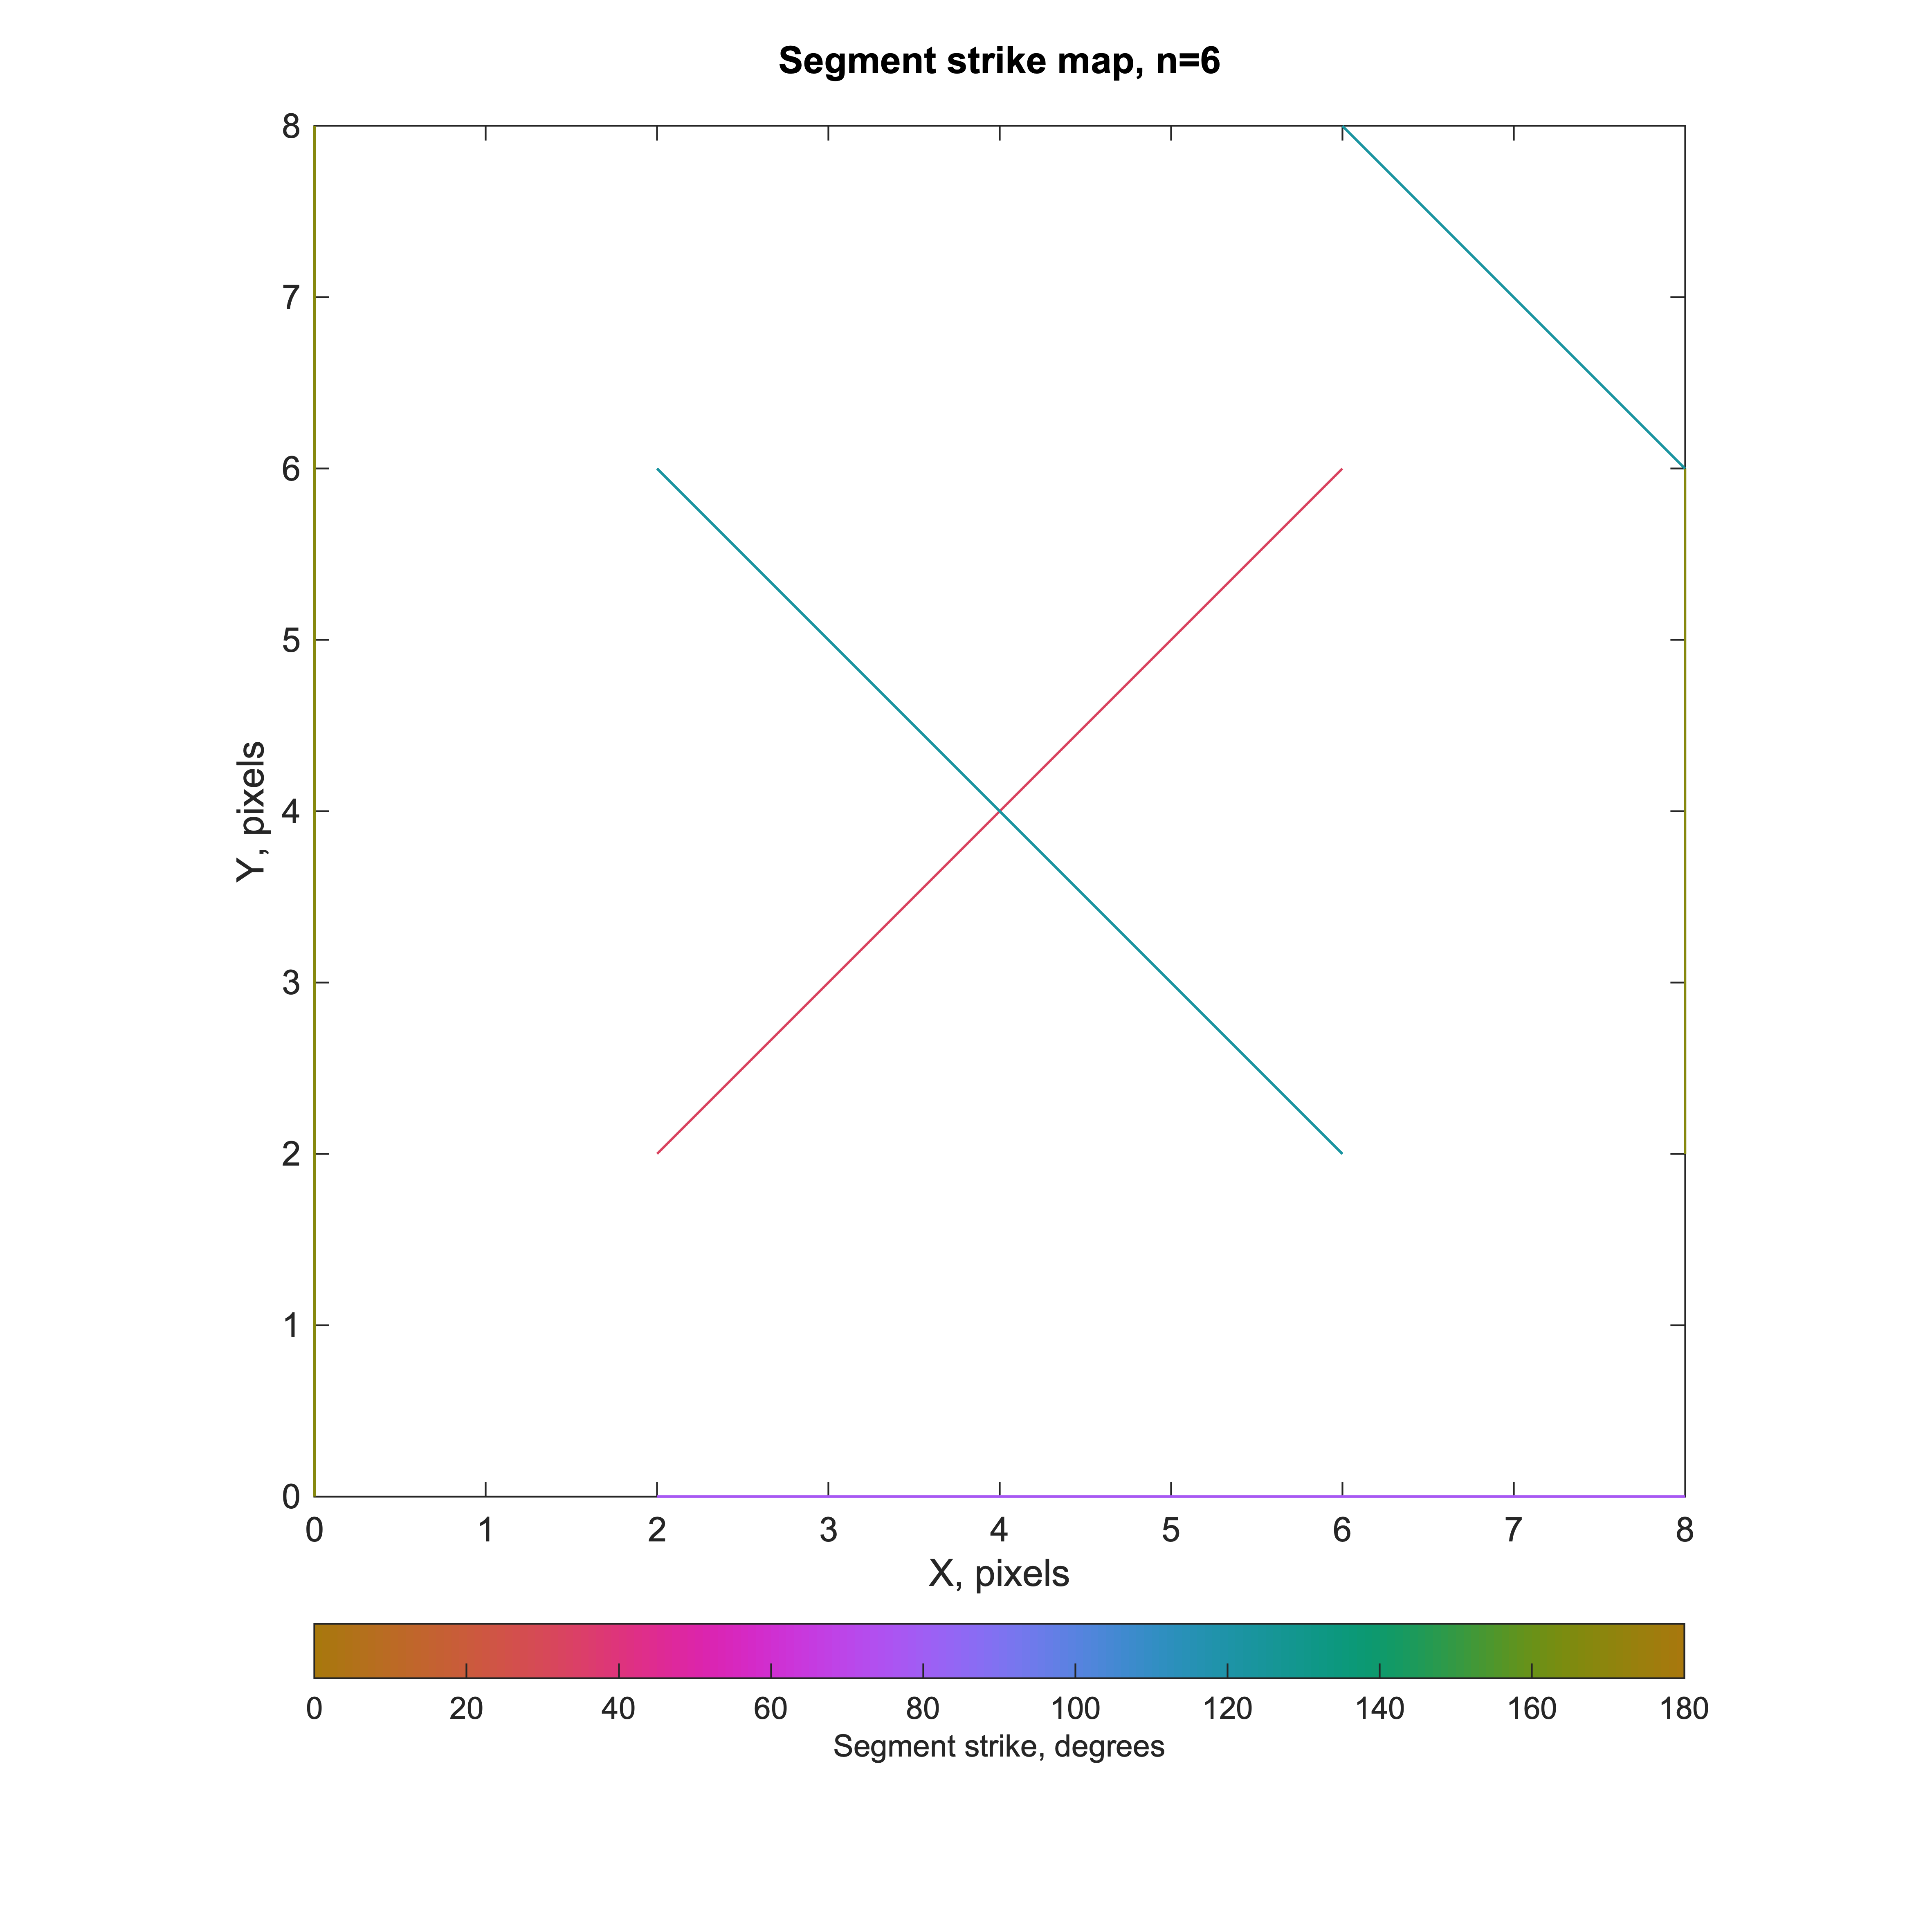 Segment strike map, n=6
8
7
6
5
4
3
2
1
0
Y, pixels
0 1 2 3 4 5 6 7 8
X, pixels
0 20 40 60 80 100 120 140 160 180
Segment strike, degrees